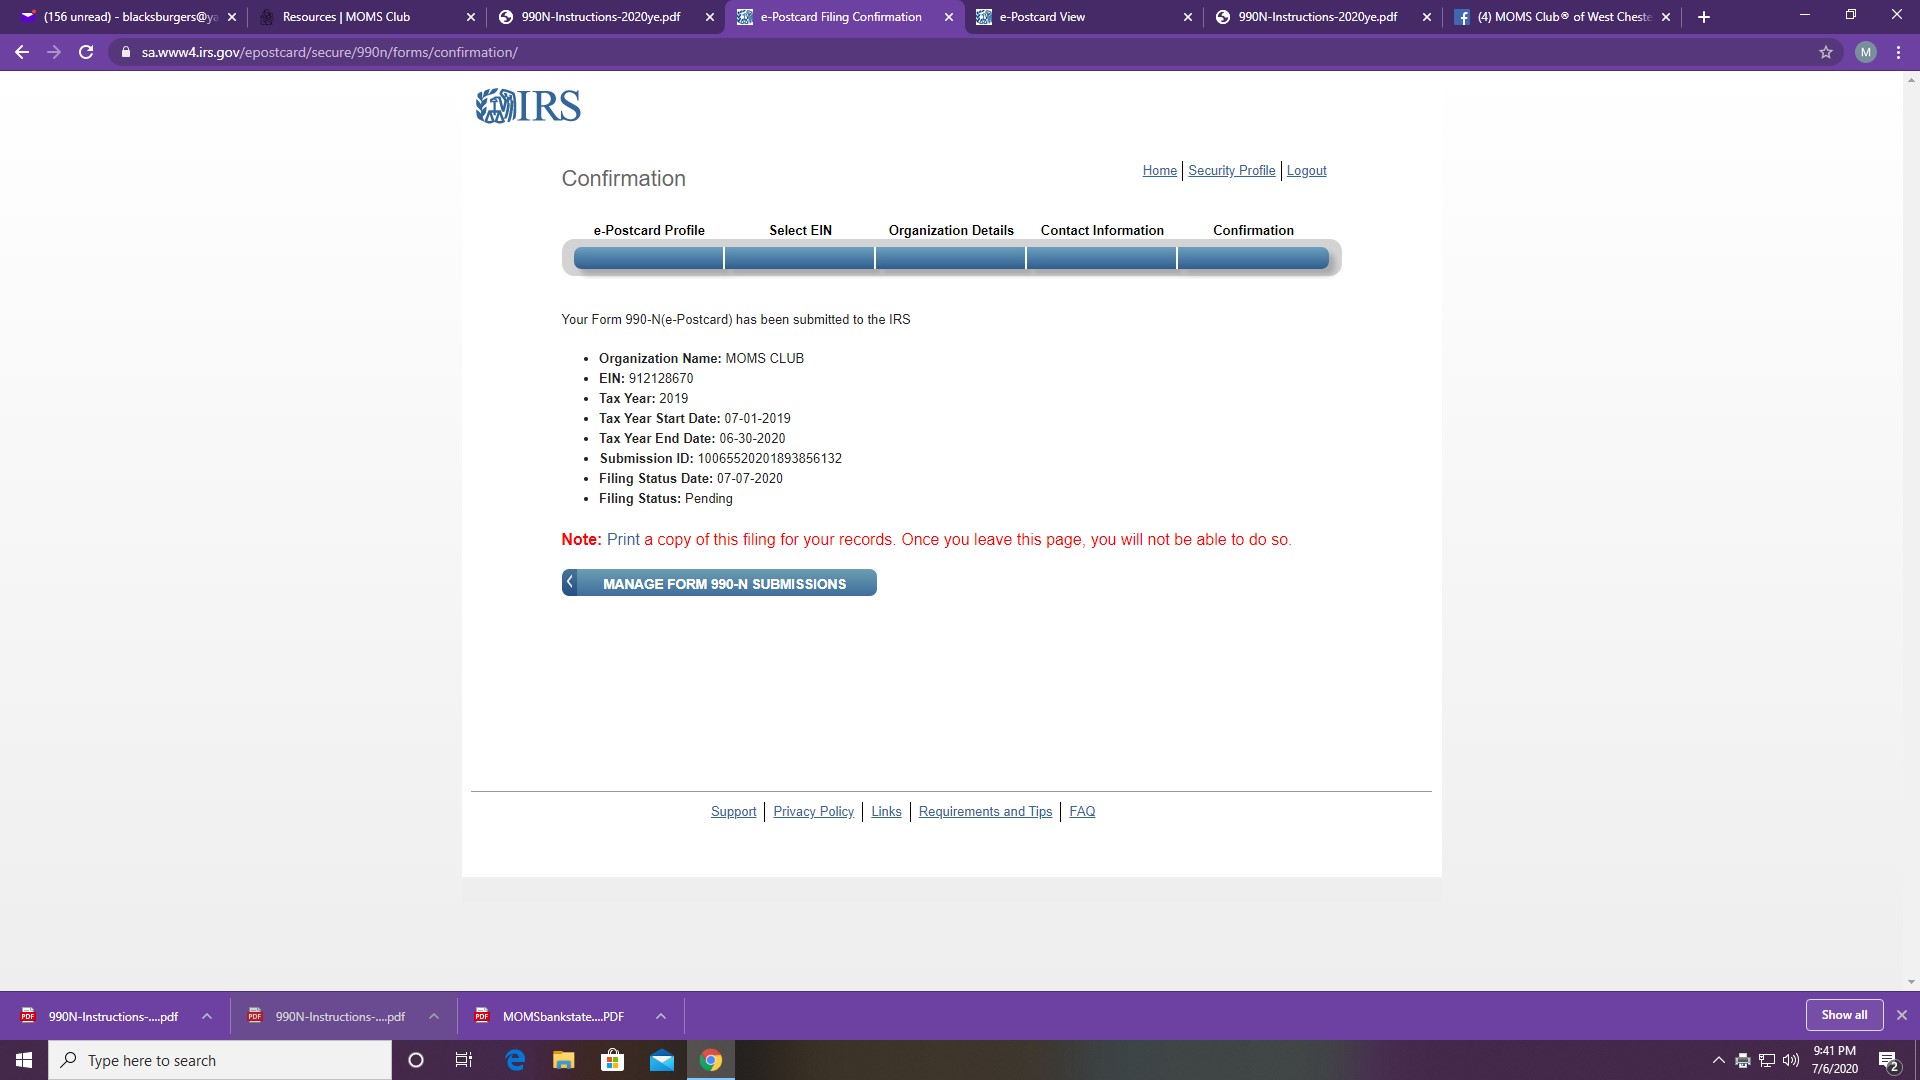 (156 unread) - blacksburgers@ya
Resources | MOMS Club
990N-Instructions-2020ye.pdf
e-Postcard Filing Confirmation
e-Postcard View
990N-Instructions-2020ye.pdf
(4) MOMS Club® of West Cheste
sa.www4.irs.gov/epostcard/secure/990n/forms/confirmation/
M
IRS
Home
Security Profile
Logout
Confirmation
e-Postcard Profile
Select EIN
Organization Details
Contact Information
Confirmation
Your Form 990-N(e-Postcard) has been submitted to the IRS
• Organization Name: MOMS CLUB
• EIN: 912128670
• Tax Year: 2019
• Tax Year Start Date: 07-01-2019
• Tax Year End Date: 06-30-2020
• Submission ID: 10065520201893856132
• Filing Status Date: 07-07-2020
• Filing Status: Pending
Note: Print a copy of this filing for your records. Once you leave this page, you will not be able to do so.
MANAGE FORM 990-N SUBMISSIONS
Support
Privacy Policy
Links
Requirements and Tips
FAQ
PDF
990N-Instructions-....pdf
PDF
990N-Instructions-....pdf
PDF
MOMSbankstate....PDF
Show all
Type here to search
9:41 PM
7/6/2020
2